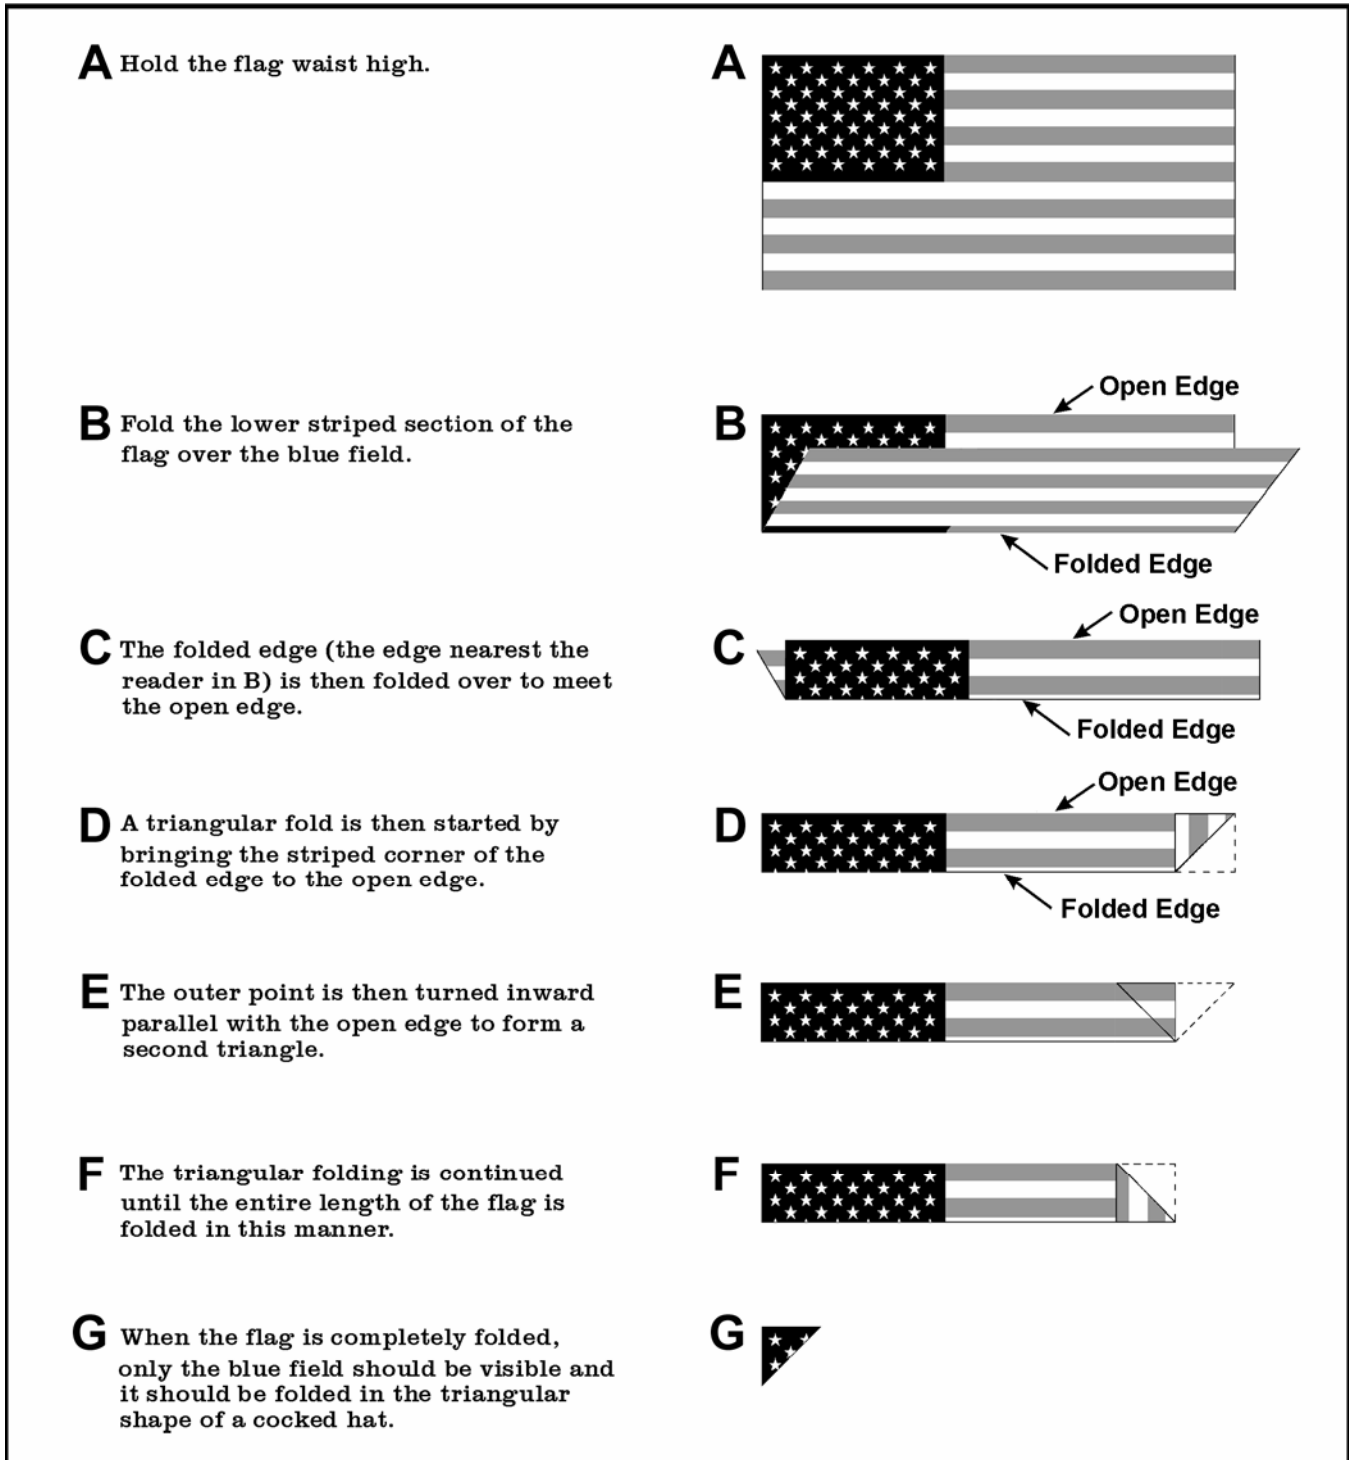 A Hold the flag waist high.
A
B Fold the lower striped section of the
flag over the blue field.
B
Open Edge
Folded Edge
C The folded edge (the edge nearest the
reader in B) is then folded over to meet
the open edge.
C
Open Edge
Folded Edge
D A triangular fold is then started by
bringing the striped corner of the
folded edge to the open edge.
D
Open Edge
Folded Edge
E The outer point is then turned inward
parallel with the open edge to form a
second triangle.
E
F The triangular folding is continued
until the entire length of the flag is
folded in this manner.
F
G When the flag is completely folded,
only the blue field should be visible and
it should be folded in the triangular
shape of a cocked hat.
G